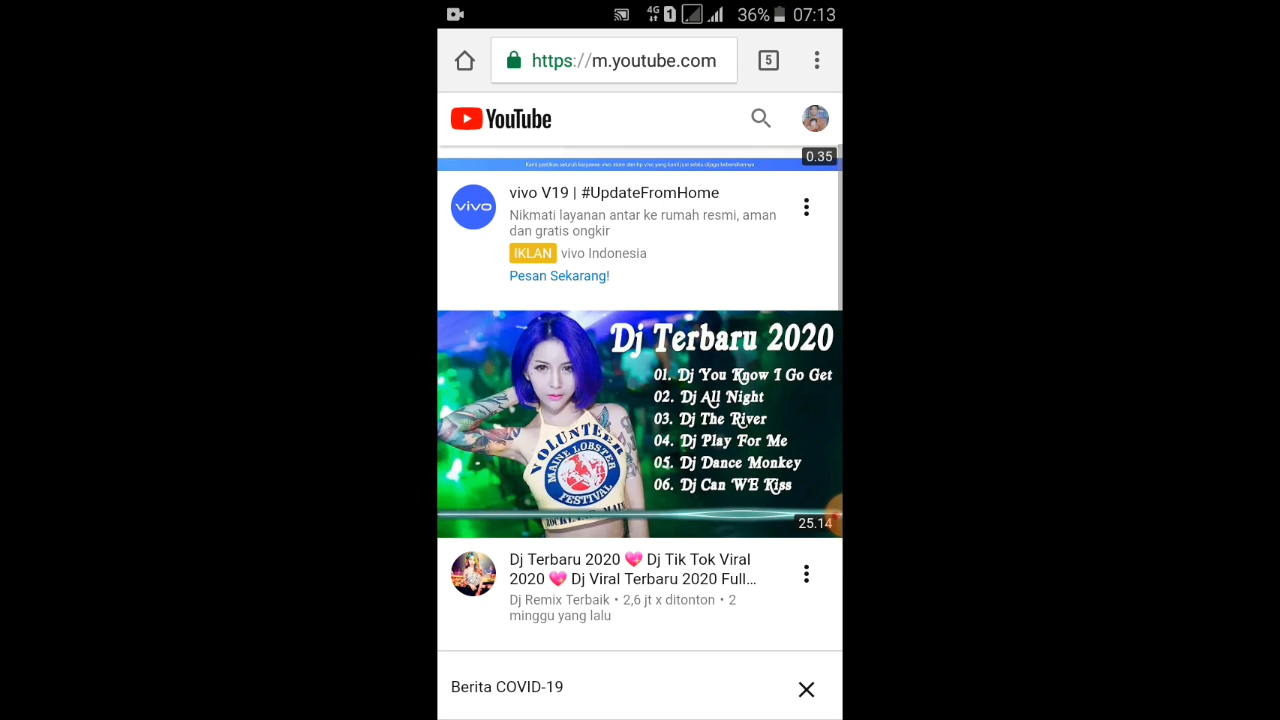 4G 1 36% 07:13
https://m.youtube.com 5
YouTube
0.35
vivo
vivo V19 | #UpdateFromHome
Nikmati layanan antar ke rumah resmi, aman
dan gratis ongkir
IKLAN vivo Indonesia
Pesan Sekarang!
Dj Terbaru 2020
01. Dj You Know I Go Get
02. Dj All Night
03. Dj The River
04. Dj Play For Me
05. Dj Dance Monkey
06. Dj Can WE Kiss
VOLUNTEER
MAINE LOBSTER
FESTIVAL
25.14
Dj Terbaru 2020 💖 Dj Tik Tok Viral
2020 💖 Dj Viral Terbaru 2020 Full...
Dj Remix Terbaik • 2,6 jt x ditonton • 2
minggu yang lalu
Berita COVID-19